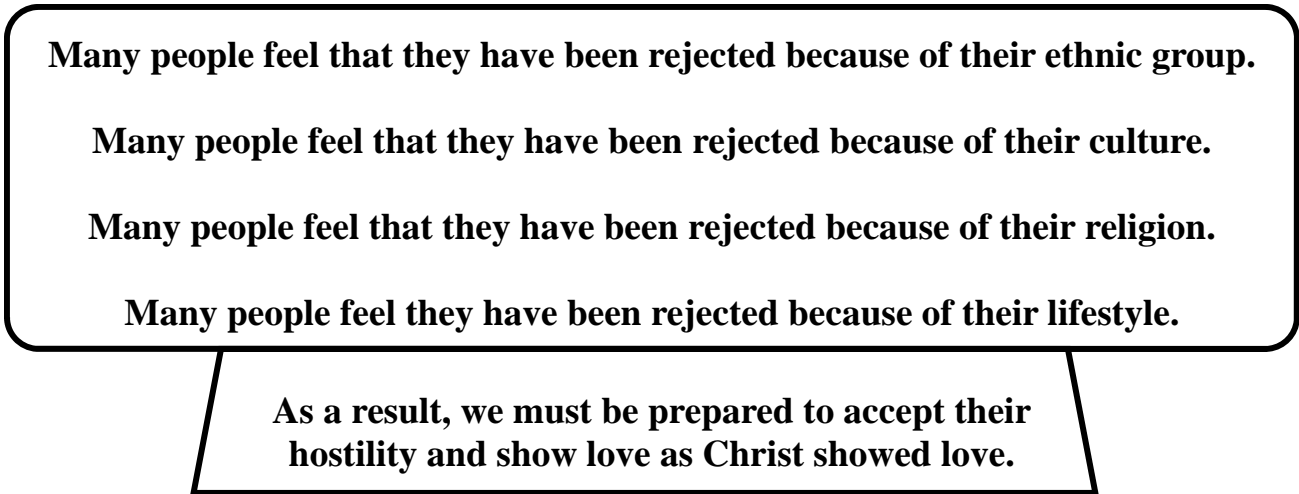 Many people feel that they have been rejected because of their ethnic group.
Many people feel that they have been rejected because of their culture.
Many people feel that they have been rejected because of their religion.
Many people feel they have been rejected because of their lifestyle.
As a result, we must be prepared to accept their
hostility and show love as Christ showed love.